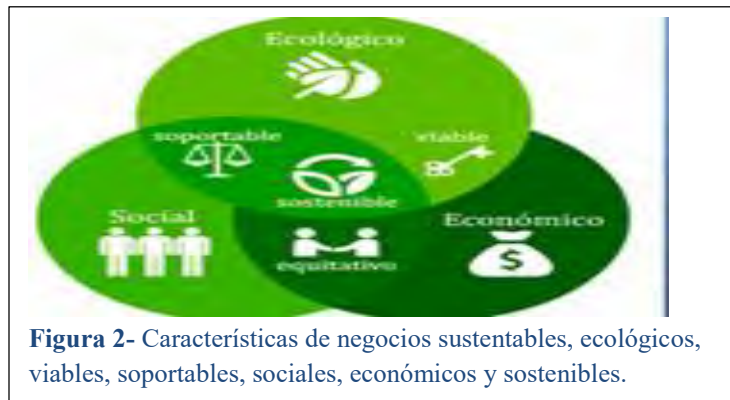 Ecológico
soportable
viable
sostenible
Social
Económico
equitativo
$
Figura 2- Características de negocios sustentables, ecológicos,
viables, soportables, sociales, económicos y sostenibles.